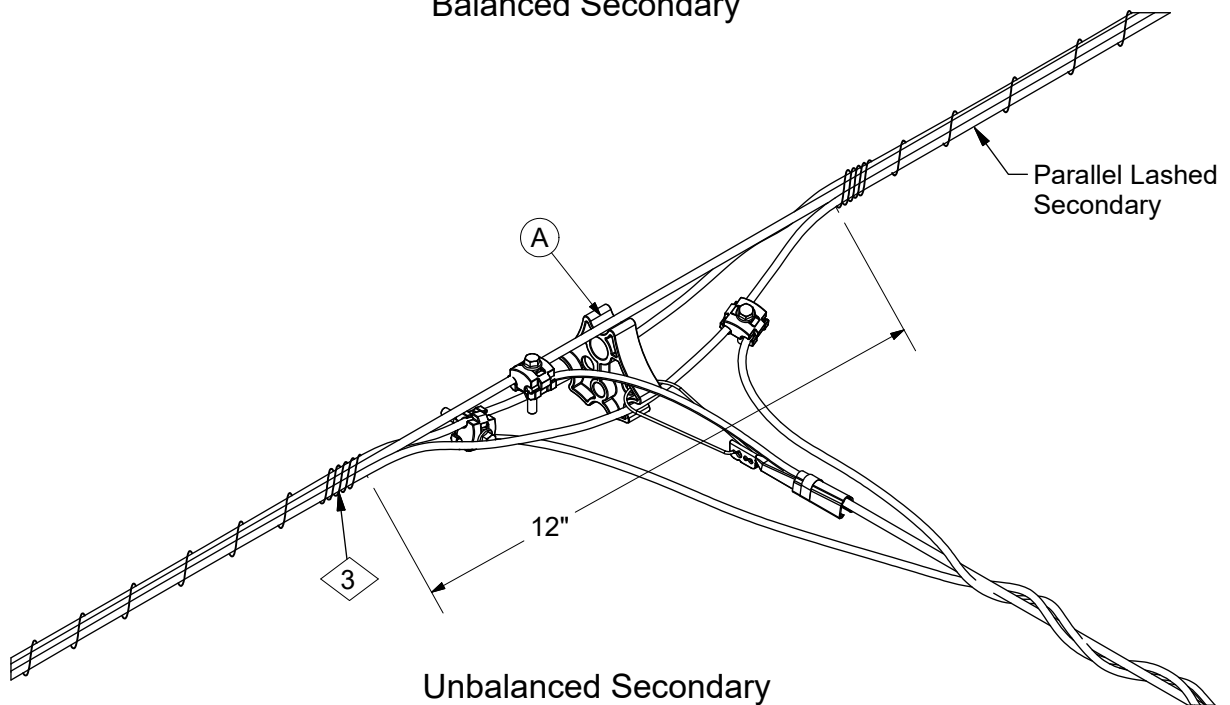 Balanced Secondary
Parallel Lashed
Secondary
A
12"
3
Unbalanced Secondary